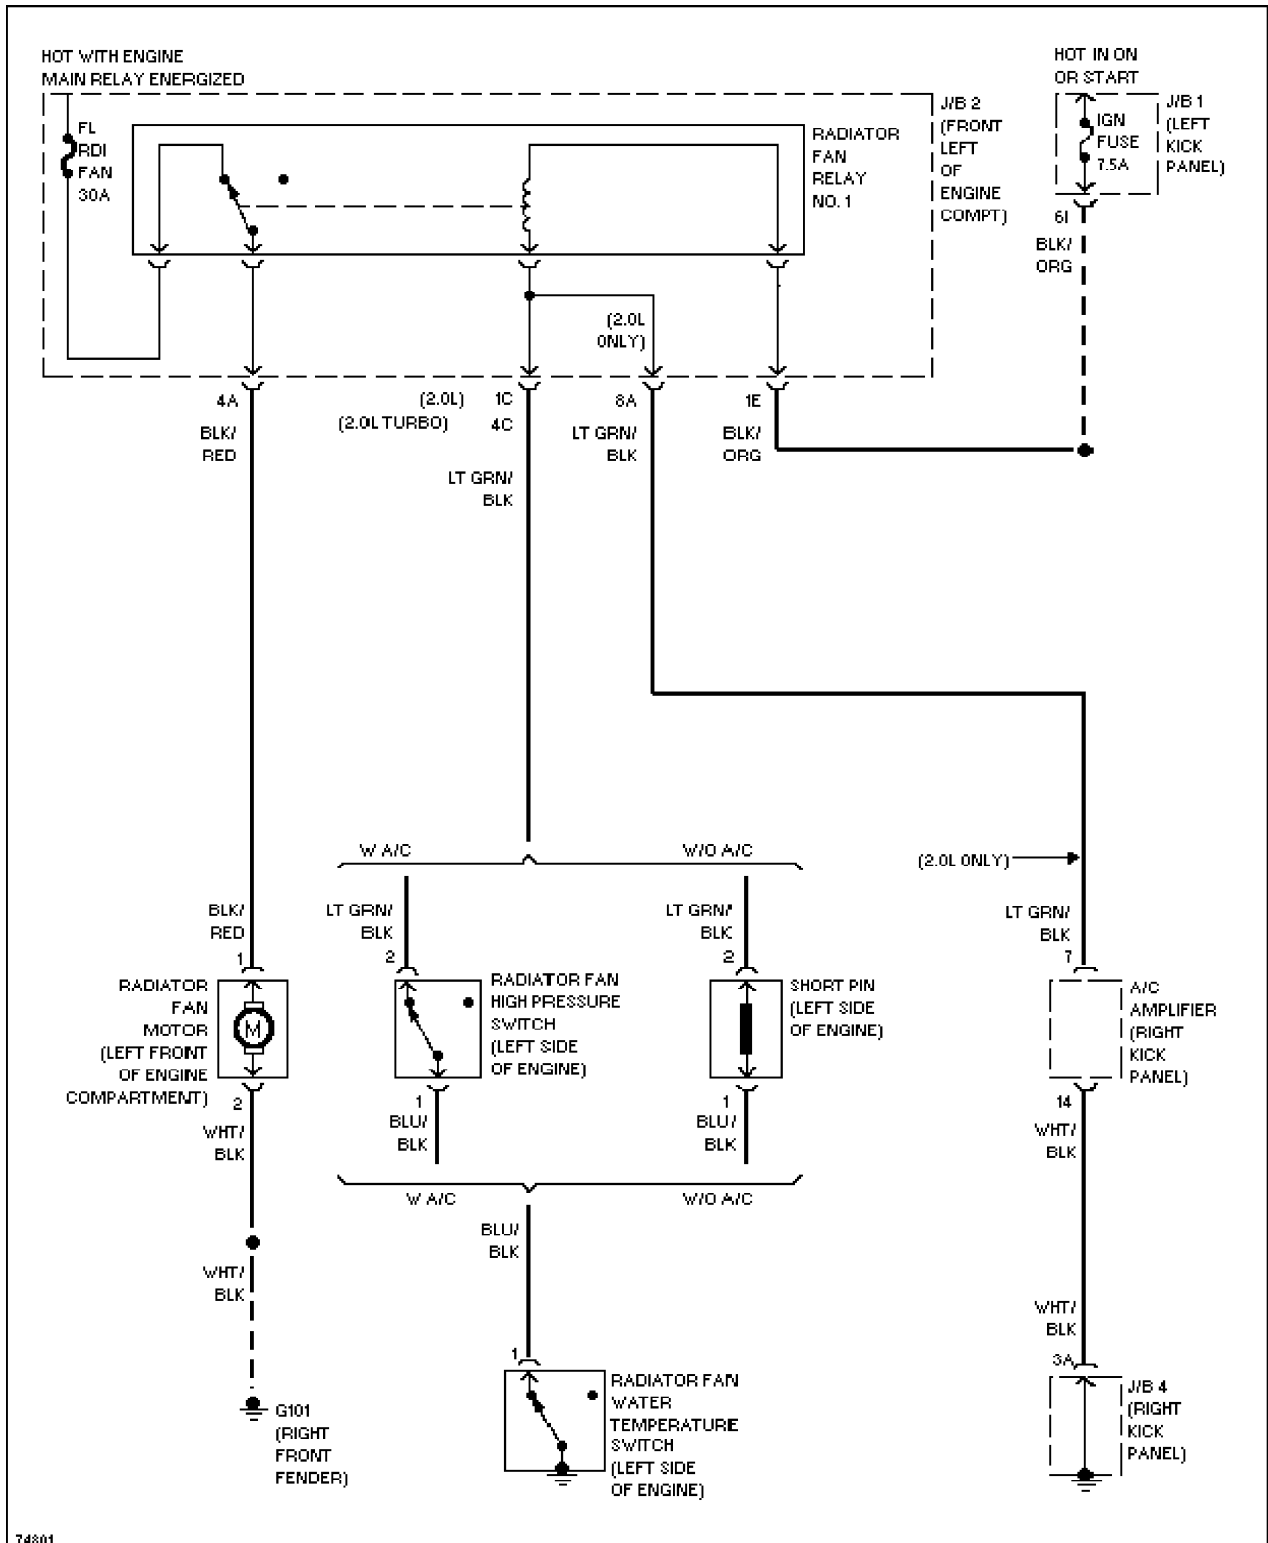 HOT WITH ENGINE
MAIN RELAY ENERGIZED
HOT IN ON
OR START
FL
RDI
FAN
30A
RADIATOR
FAN
RELAY
NO. 1
J/B 2
(FRONT
LEFT
OF
ENGINE
COMPT)
IGN
FUSE
7.5A
J/B 1
(LEFT
KICK
PANEL)
6I
BLK/
ORG
(2.0L
ONLY)
4A
BLK/
RED
(2.0L) 1C
(2.0L TURBO) 4C
LT GRN/
BLK
8A
LT GRN/
BLK
1E
BLK/
ORG
W A/C
W/O A/C
(2.0L ONLY)
BLK/
RED
1
LT GRN/
BLK
2
LT GRN/
BLK
2
LT GRN/
BLK
7
RADIATOR
FAN
MOTOR
(LEFT FRONT
OF ENGINE
COMPARTMENT)
M
RADIATOR FAN
HIGH PRESSURE
SWITCH
(LEFT SIDE
OF ENGINE)
SHORT PIN
(LEFT SIDE
OF ENGINE)
A/C
AMPLIFIER
(RIGHT
KICK
PANEL)
2
WHT/
BLK
1
BLU/
BLK
1
BLU/
BLK
14
WHT/
BLK
W A/C
W/O A/C
BLU/
BLK
WHT/
BLK
WHT/
BLK
3A
1
G101
(RIGHT
FRONT
FENDER)
RADIATOR FAN
WATER
TEMPERATURE
SWITCH
(LEFT SIDE
OF ENGINE)
J/B 4
(RIGHT
KICK
PANEL)
74801